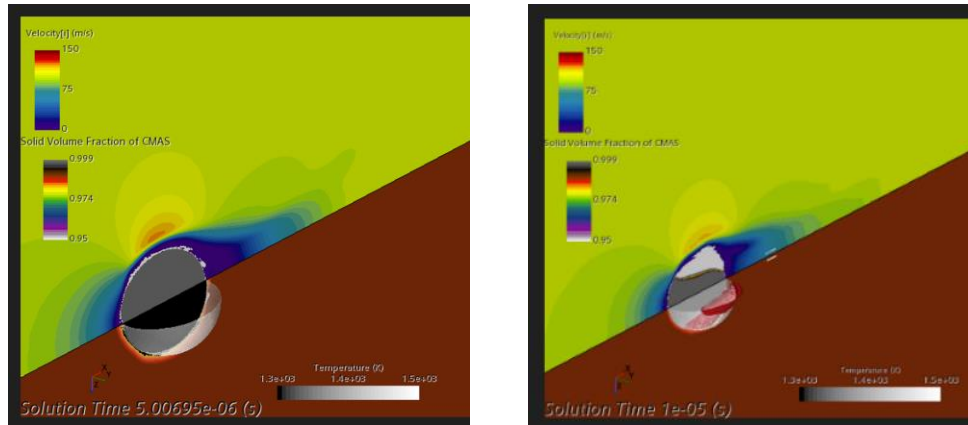 Velocity[i] (m/s)
150
75
0
Solid Volume Fraction of CMAS
0.999
0.974
0.95
Temperature (K)
1.3e+03 1.4e+03 1.5e+03
Solution Time 5.00695e-06 (s)
Velocity[i] (m/s)
150
75
0
Solid Volume Fraction of CMAS
0.999
0.974
0.95
Temperature (K)
1.3e+03 1.4e+03 1.5e+03
Solution Time 1e-05 (s)